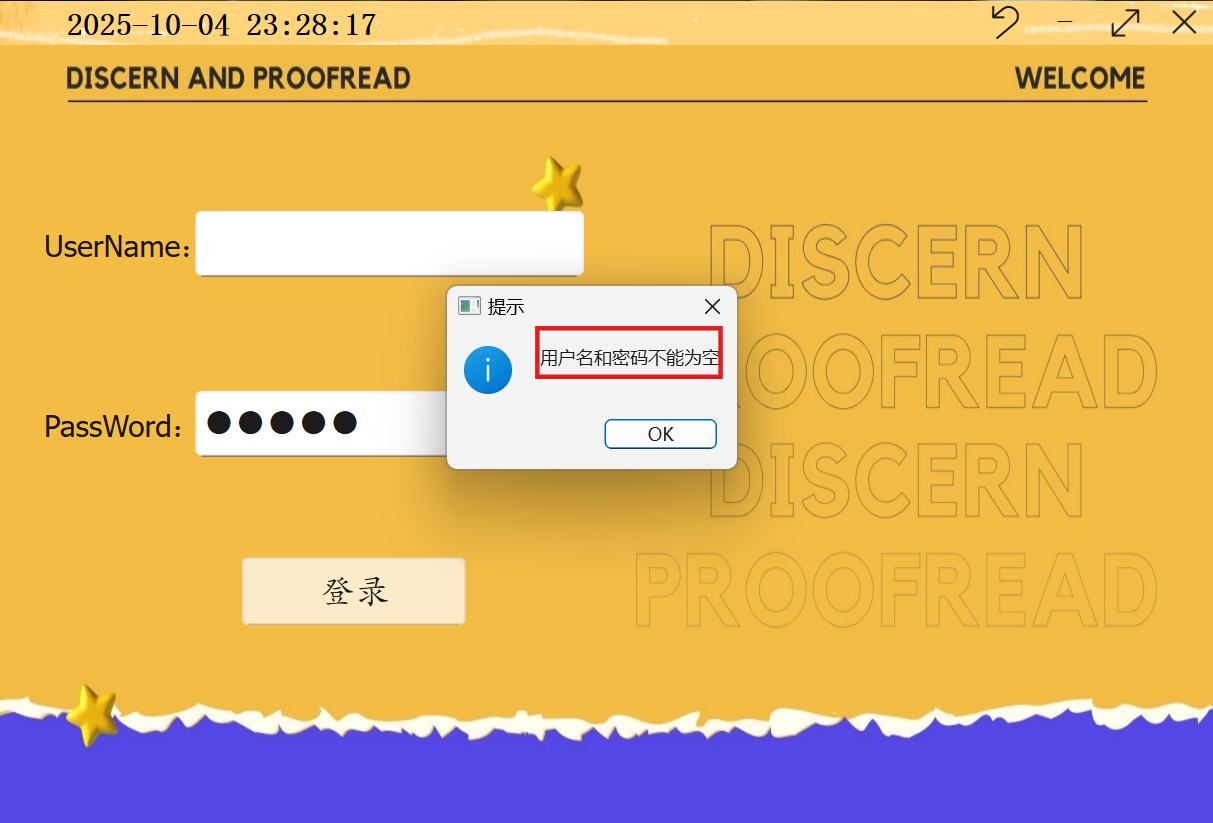 2025-10-04 23:28:17
DISCERN AND PROOFREAD WELCOME
UserName：
DISCERN
提示
用户名和密码不能为空
OOFREAD
PassWord：
OK
DISCERN
PROOFREAD
登录